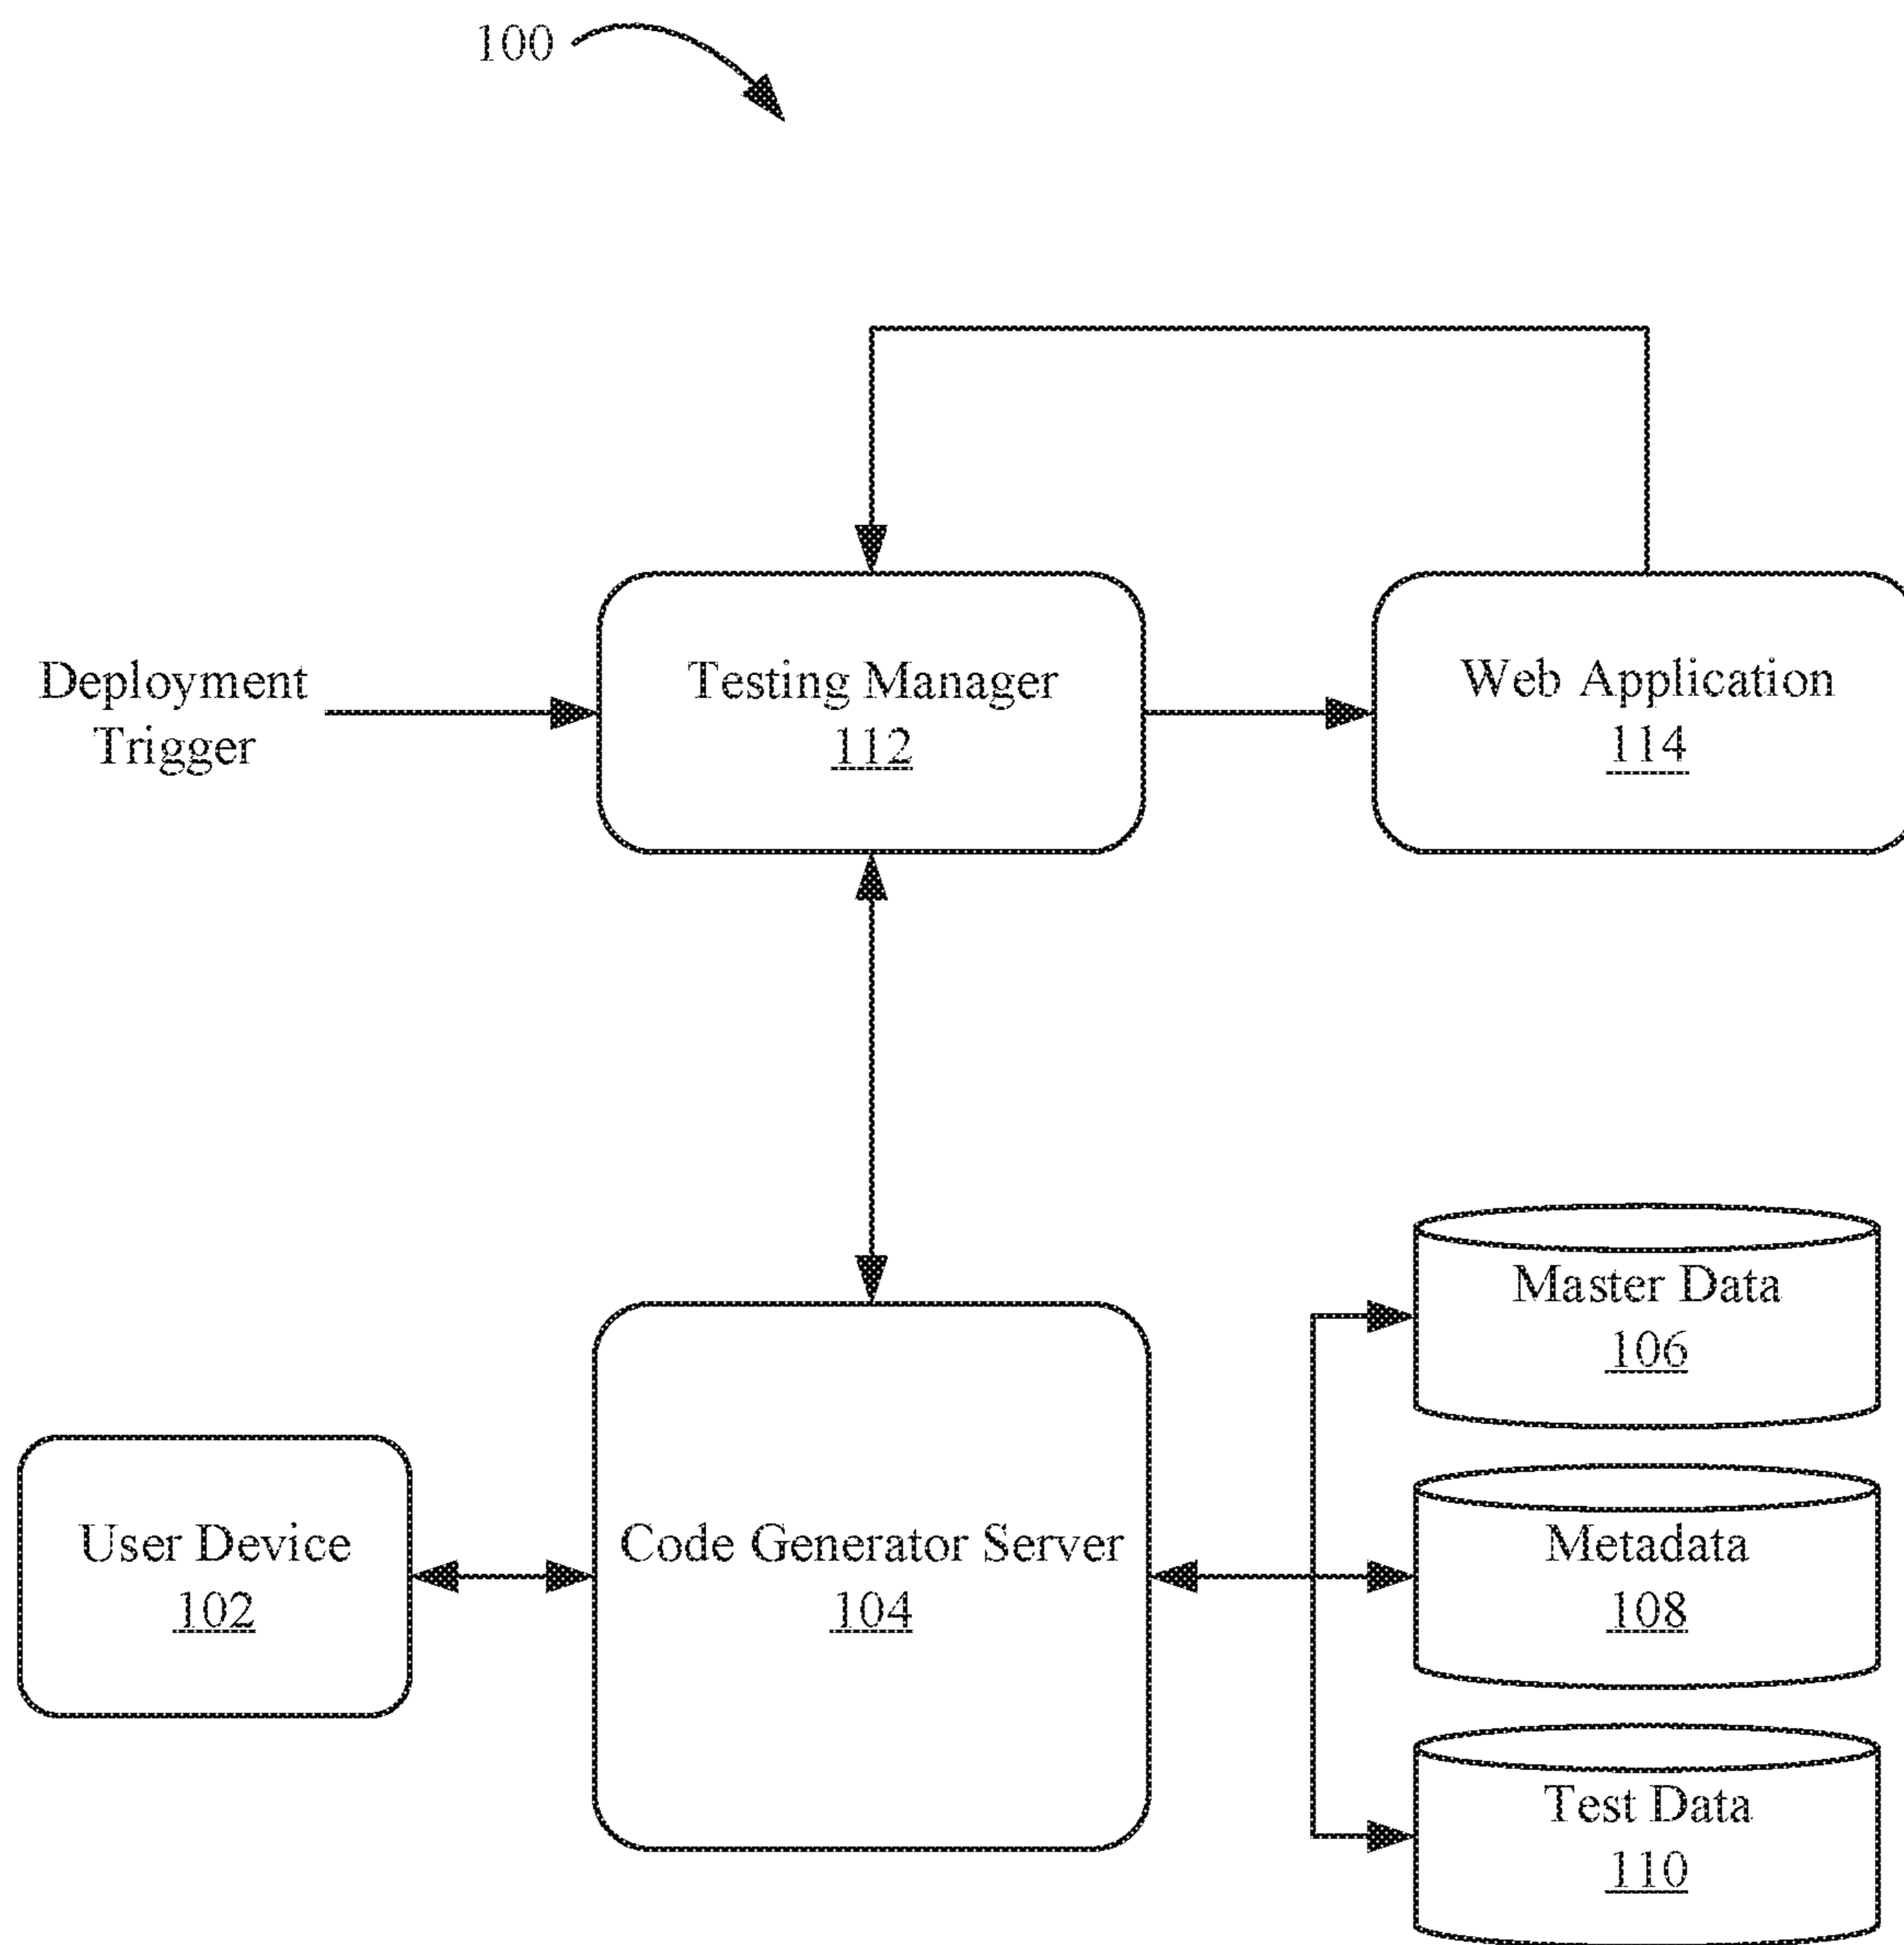 100
Deployment
Trigger
Testing Manager
112
Web Application
114
Master Data
106
User Device
102
Code Generator Server
104
Metadata
108
Test Data
110